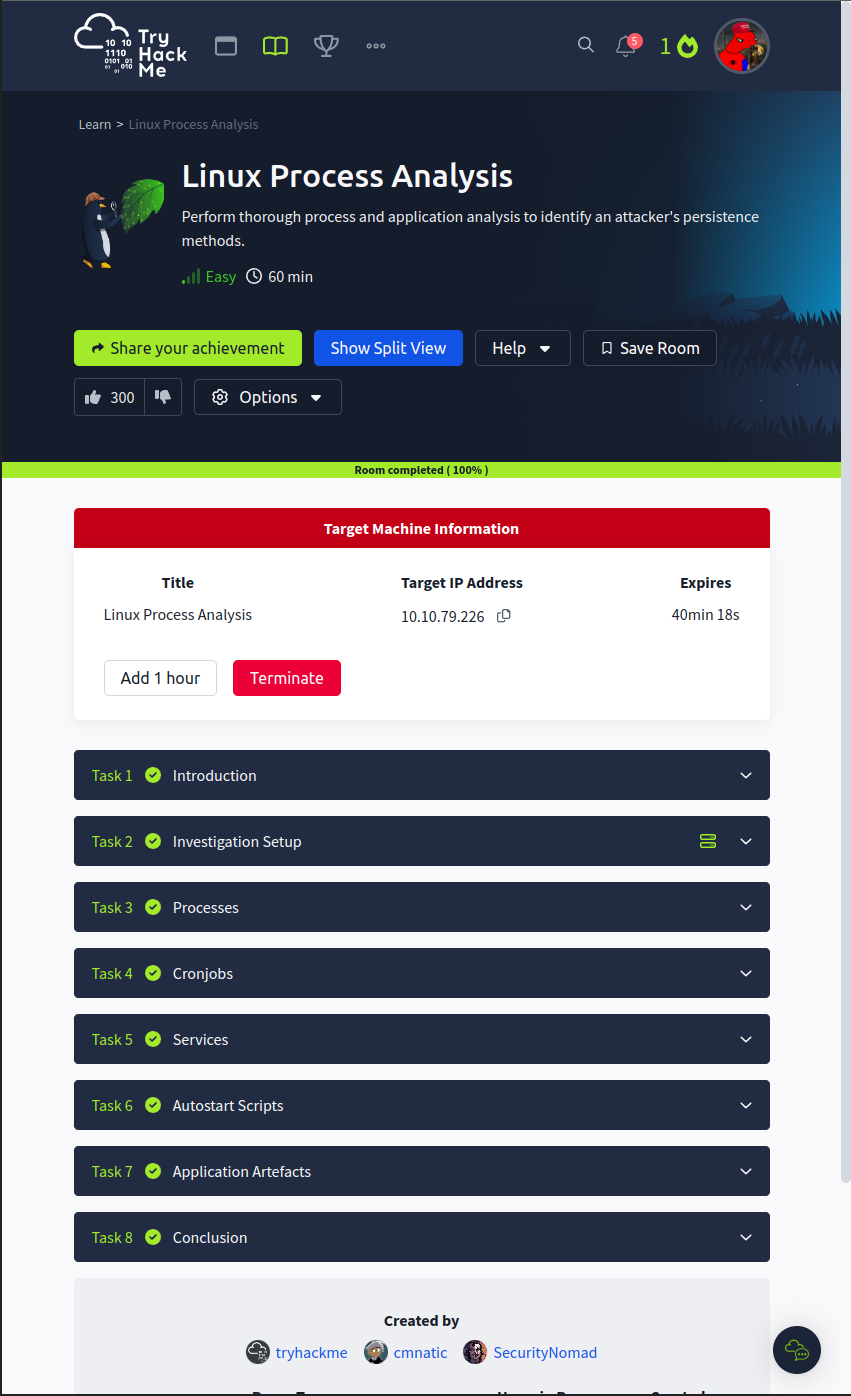 10 10
1110
0101 01
01 010
01
Try
Hack
Me
5
1
Learn > Linux Process Analysis
Linux Process Analysis
Perform thorough process and application analysis to identify an attacker's persistence
methods.
Easy 60 min
Share your achievement Show Split View Help Save Room
300 Options
Room completed ( 100% )
Target Machine Information
Title Target IP Address Expires
Linux Process Analysis 10.10.79.226 40min 18s
Add 1 hour Terminate
Task 1 Introduction
Task 2 Investigation Setup
Task 3 Processes
Task 4 Cronjobs
Task 5 Services
Task 6 Autostart Scripts
Task 7 Application Artefacts
Task 8 Conclusion
Created by
tryhackme cmnatic SecurityNomad